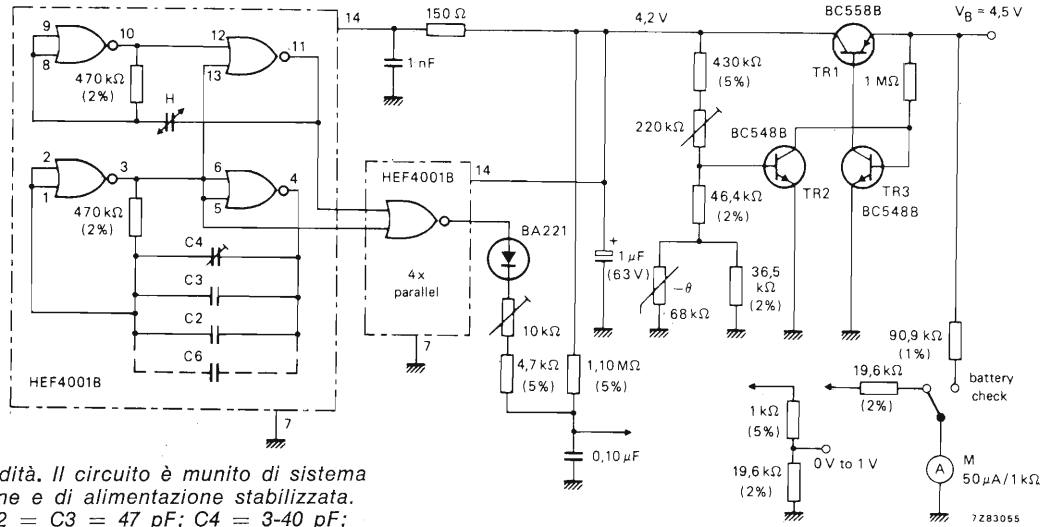 9
8
10
12
13
11
470 kΩ
(2%)
H
2
1
3
6
5
4
470 kΩ
(2%)
C4
C3
C2
C6
HEF4001B
7
14
150 Ω
1 nF
HEF4001B
14
4x
parallel
7
BA221
10 kΩ
4,7 kΩ
(5%)
1,10 MΩ
(5%)
0,10 µF
4,2 V
+
1 µF
(63 V)
430 kΩ
(5%)
220 kΩ
46,4 kΩ
(2%)
−θ
68 kΩ
36,5
kΩ
(2%)
BC558B
TR1
V_B = 4,5 V
1 MΩ
BC548B
TR2
TR3
BC548B
90,9 kΩ
(1%)
battery
check
19,6 kΩ
(2%)
1 kΩ
(5%)
0 V to 1 V
19,6 kΩ
(2%)
A
M
50 µA/1 kΩ
7Z83055
dità. Il circuito è munito di sistema
ne e di alimentazione stabilizzata.
2 = C3 = 47 pF; C4 = 3-40 pF;